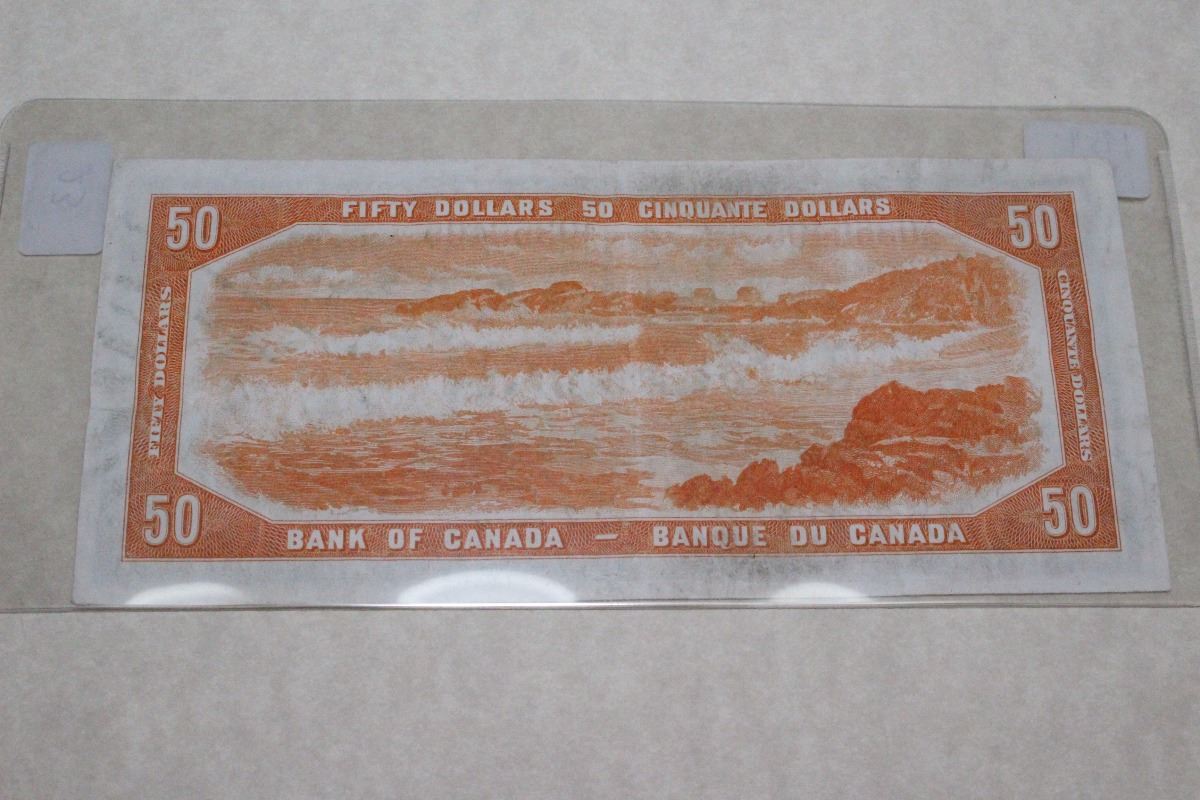 50 FIFTY DOLLARS 50 CINQUANTE DOLLARS 50
FIFTY DOLLARS
CINQUANTE DOLLARS
50 BANK OF CANADA — BANQUE DU CANADA 50